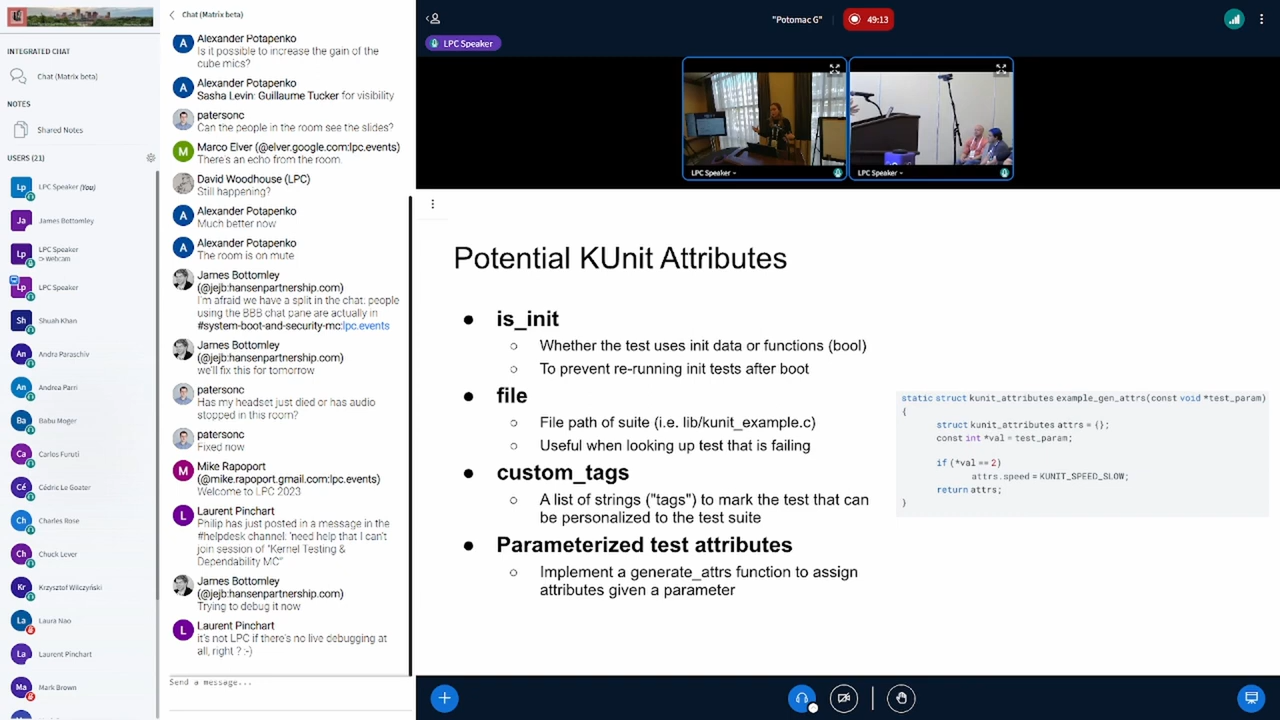 INTEGRATED CHAT
Chat (Matrix beta)
NOTES
Shared Notes
USERS (21)
Lp LPC Speaker (You)
Ja James Bottomley
Lp LPC Speaker
Webcam
Lp LPC Speaker
Sh Shuah Khan
An Andra Paraschiv
An Andrea Parri
Ba Babu Moger
Ca Carlos Furuti
Cé Cédric Le Goater
Ch Charles Rose
Ch Chuck Lever
Kr Krzysztof Wilczyński
La Laura Nao
La Laurent Pinchart
Ma Mark Brown
Chat (Matrix beta)
A Alexander Potapenko
Is it possible to increase the gain of the
cube mics?
A Alexander Potapenko
Sasha Levin: Guillaume Tucker for visibility
patersonc
Can the people in the room see the slides?
M Marco Elver (@elver.google.com:lpc.events)
There's an echo from the room.
David Woodhouse (LPC)
Still happening?
A Alexander Potapenko
Much better now
A Alexander Potapenko
The room is on mute
James Bottomley
(@jejb:hansenpartnership.com)
I'm afraid we have a split in the chat: people
using the BBB chat pane are actually in
#system-boot-and-security-mc:lpc.events
James Bottomley
(@jejb:hansenpartnership.com)
we'll fix this for tomorrow
patersonc
Has my headset just died or has audio
stopped in this room?
patersonc
Fixed now
M Mike Rapoport
(@mike.rapoport.gmail.com:lpc.events)
Welcome to LPC 2023
L Laurent Pinchart
Philip has just posted in a message in the
#helpdesk channel: 'need help that I can't
join session of "Kernel Testing &
Dependability MC"'
James Bottomley
(@jejb:hansenpartnership.com)
Trying to debug it now
L Laurent Pinchart
it's not LPC if there's no live debugging at
all, right ? :-)
Send a message...
"Potomac G"
49:13
LPC Speaker
LPC Speaker
LPC Speaker
Potential KUnit Attributes
● is_init
○ Whether the test uses init data or functions (bool)
○ To prevent re-running init tests after boot
● file
○ File path of suite (i.e. lib/kunit_example.c)
○ Useful when looking up test that is failing
● custom_tags
○ A list of strings ("tags") to mark the test that can
be personalized to the test suite
● Parameterized test attributes
○ Implement a generate_attrs function to assign
attributes given a parameter
static struct kunit_attributes example_gen_attrs(const void *test_param)
{
struct kunit_attributes attrs = {};
const int *val = test_param;
if (*val == 2)
attrs.speed = KUNIT_SPEED_SLOW;
return attrs;
}